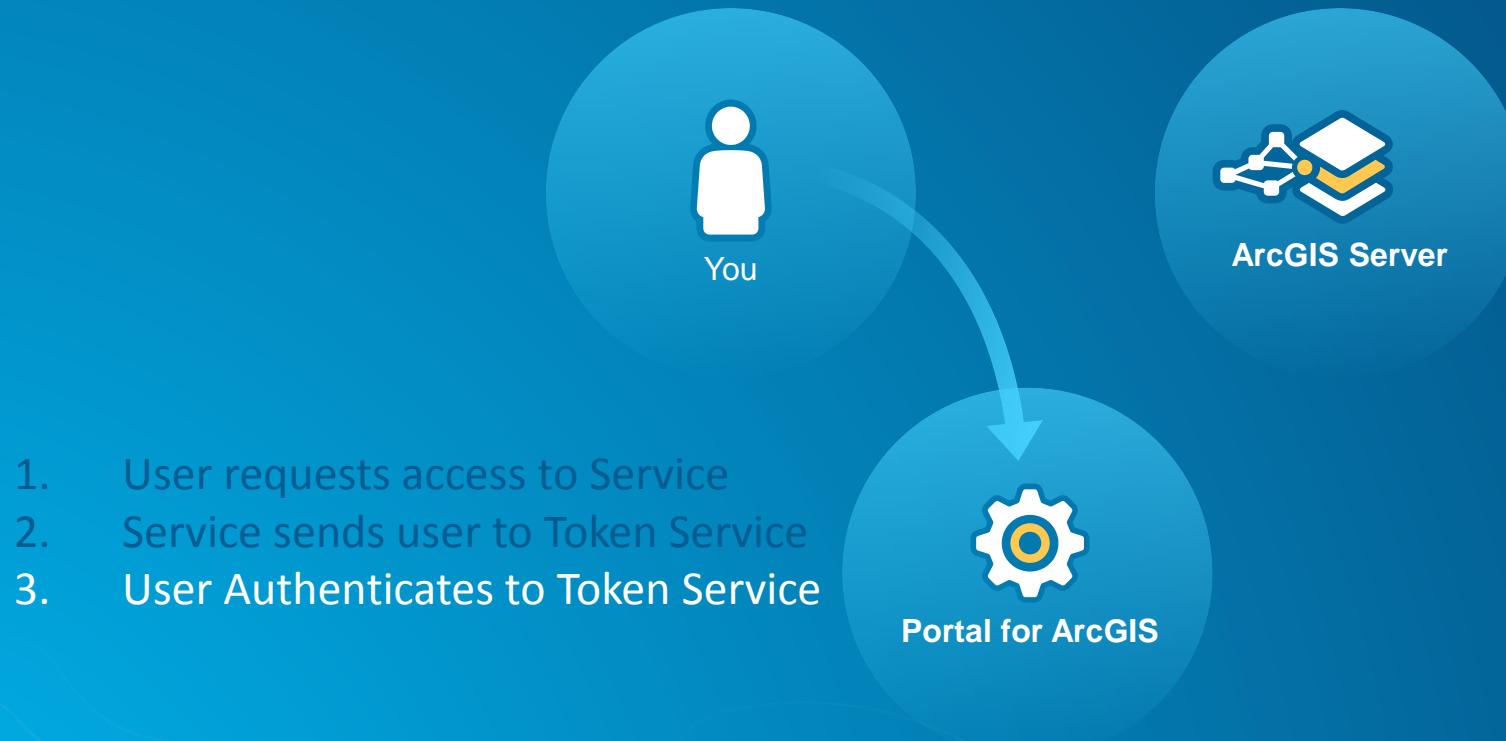 You
ArcGIS Server
1. User requests access to Service
2. Service sends user to Token Service
3. User Authenticates to Token Service
Portal for ArcGIS